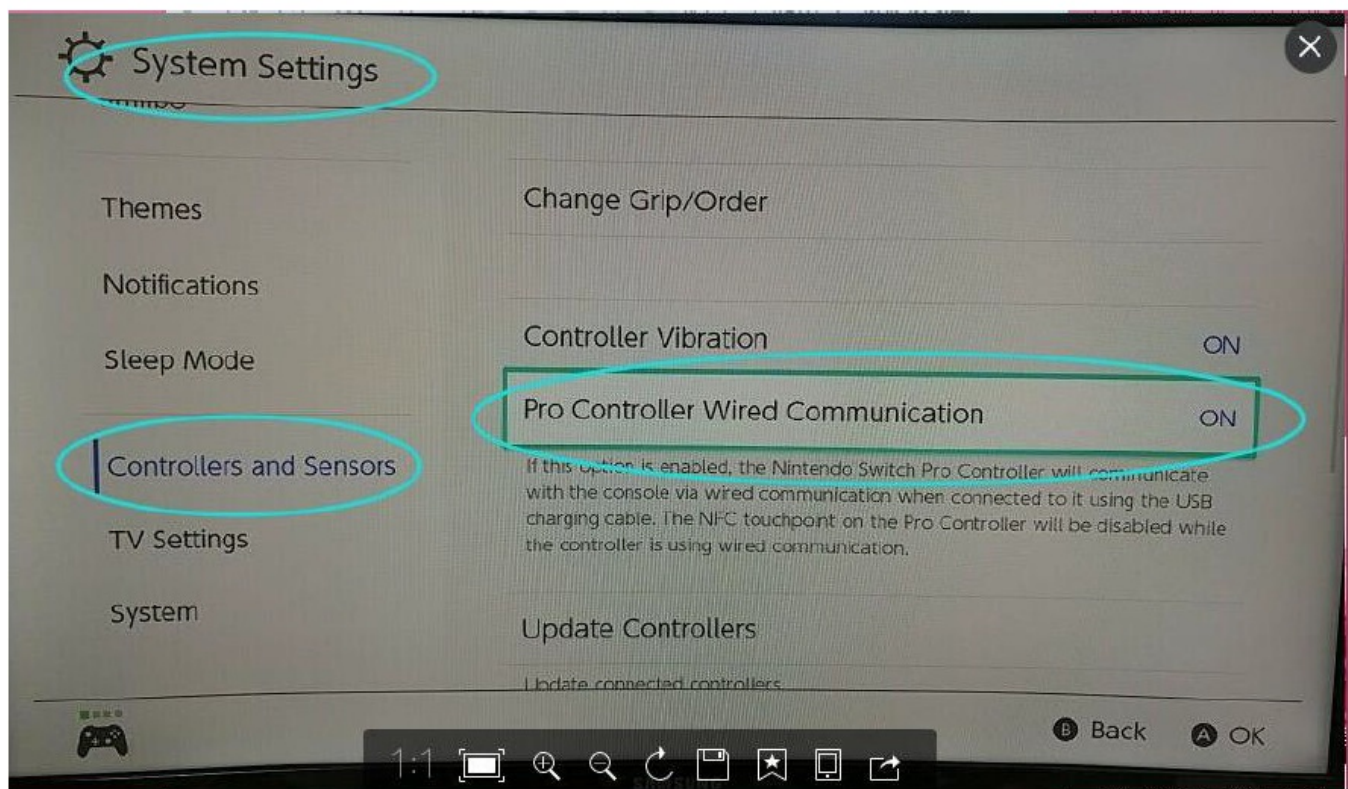 System Settings
amiibo
Themes
Notifications
Sleep Mode
Controllers and Sensors
TV Settings
System
Change Grip/Order
Controller Vibration ON
Pro Controller Wired Communication ON
If this option is enabled, the Nintendo Switch Pro Controller will communicate
with the console via wired communication when connected to it using the USB
charging cable. The NFC touchpoint on the Pro Controller will be disabled while
the controller is using wired communication.
Update Controllers
Update connected controllers
B Back A OK
1:1
SAMSUNG